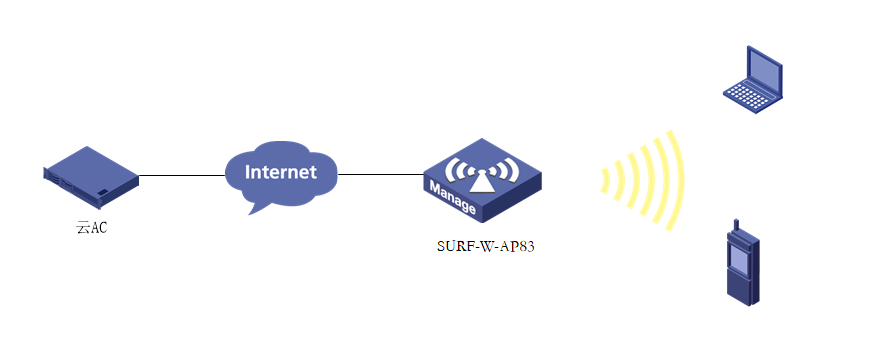 Internet
Manage
云AC
SURF-W-AP83